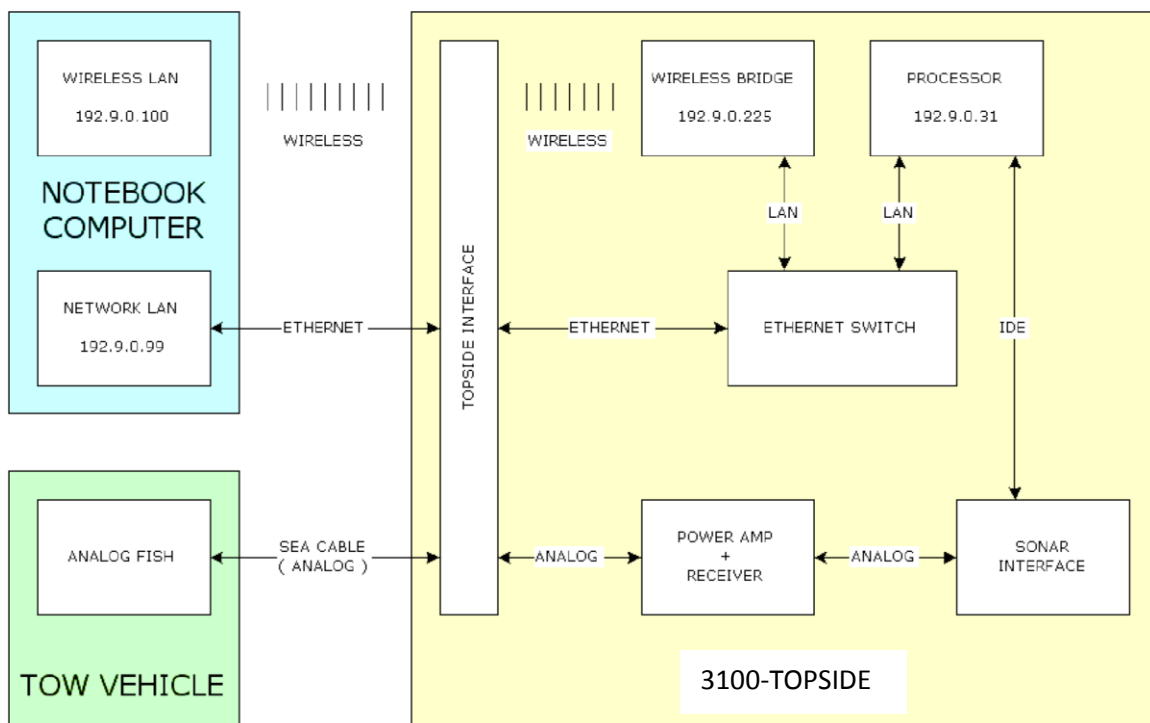 WIRELESS LAN
192.9.0.100
NOTEBOOK
COMPUTER
NETWORK LAN
192.9.0.99
WIRELESS
ETHERNET
ANALOG FISH
TOW VEHICLE
SEA CABLE
( ANALOG )
TOPSIDE INTERFACE
WIRELESS
WIRELESS BRIDGE
192.9.0.225
PROCESSOR
192.9.0.31
LAN
LAN
ETHERNET
ETHERNET SWITCH
IDE
ANALOG
POWER AMP
+
RECEIVER
ANALOG
SONAR
INTERFACE
3100-TOPSIDE